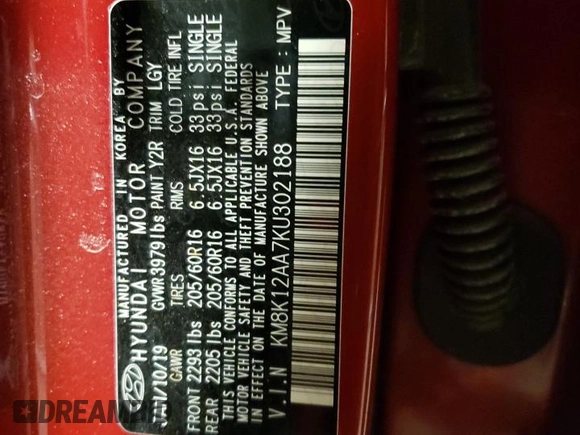 MANUFACTURED IN KOREA BY
HYUNDAI MOTOR COMPANY
/10/19 GVWR 3979 lbs PAINT Y2R TRIM LGY
GAWR TIRES RIMS COLD TIRE INFL
FRONT 2293 lbs 205/60R16 6.5JX16 33psi SINGLE
REAR 2205 lbs 205/60R16 6.5JX16 33psi SINGLE
THIS VEHICLE CONFORMS TO ALL APPLICABLE U.S.A. FEDERAL
MOTOR VEHICLE SAFETY AND THEFT PREVENTION STANDARDS
IN EFFECT ON THE DATE OF MANUFACTURE SHOWN ABOVE
V.I.N KM8K12AA7KU302188 TYPE : MPV